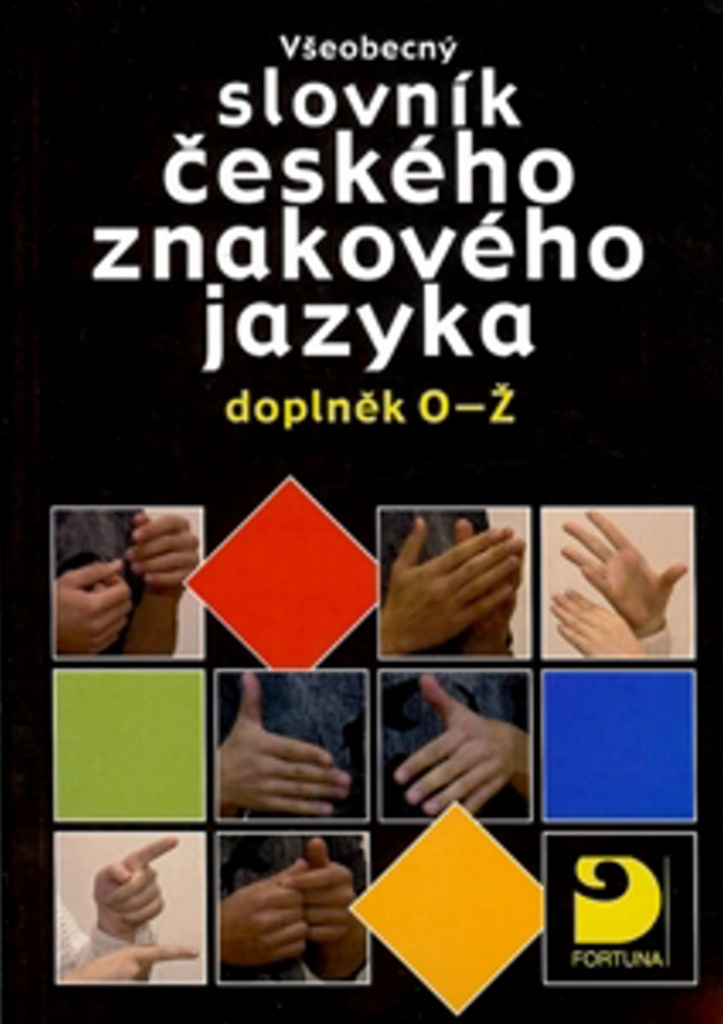 Všeobecný
slovník
českého
znakového
jazyka
doplněk O–Ž
FORTUNA